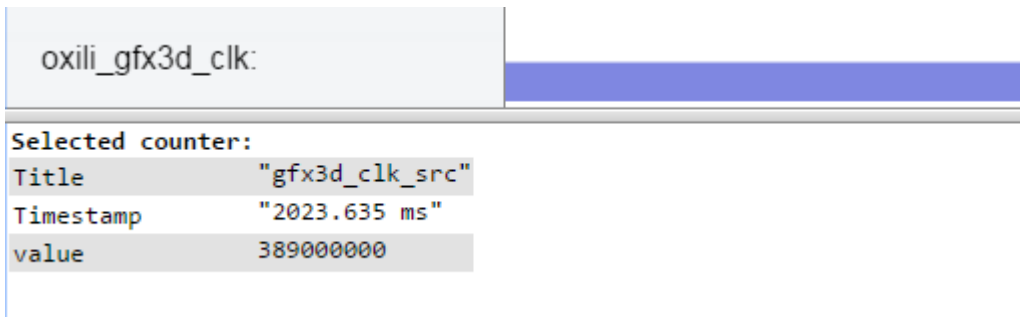 oxili_gfx3d_clk:
Selected counter:
Title "gfx3d_clk_src"
Timestamp "2023.635 ms"
value 389000000